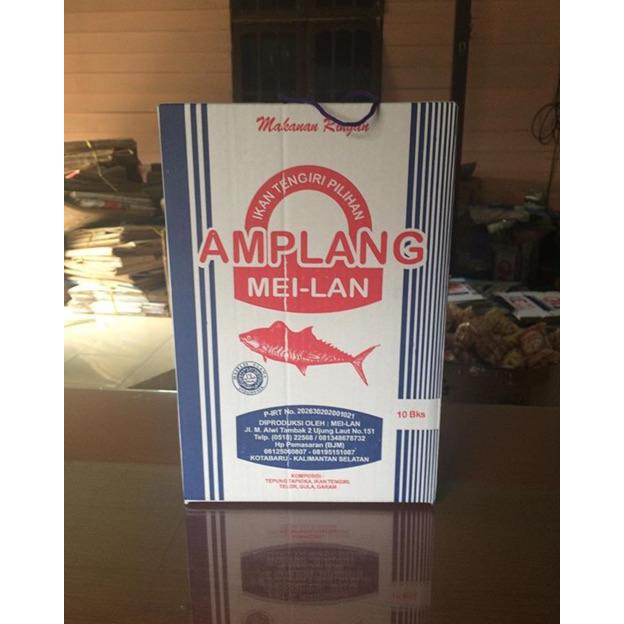 Makanan Ringan
IKAN TENGIRI PILIHAN
AMPLANG
MEI-LAN
10 Bks
P-IRT No. 202630202001021
DIPRODUKSI OLEH : MEI-LAN
Jl. M. Alwi Tambak 2 Ujung Laut No.151
Telp. (0518) 22568 / 081348678732
Hp Pemasaran (BJM)
08125060807 - 08195151087
KOTABARU - KALIMANTAN SELATAN
KOMPOSISI :
TEPUNG TAPIOKA, IKAN TENGIRI,
TELOR, GULA, GARAM